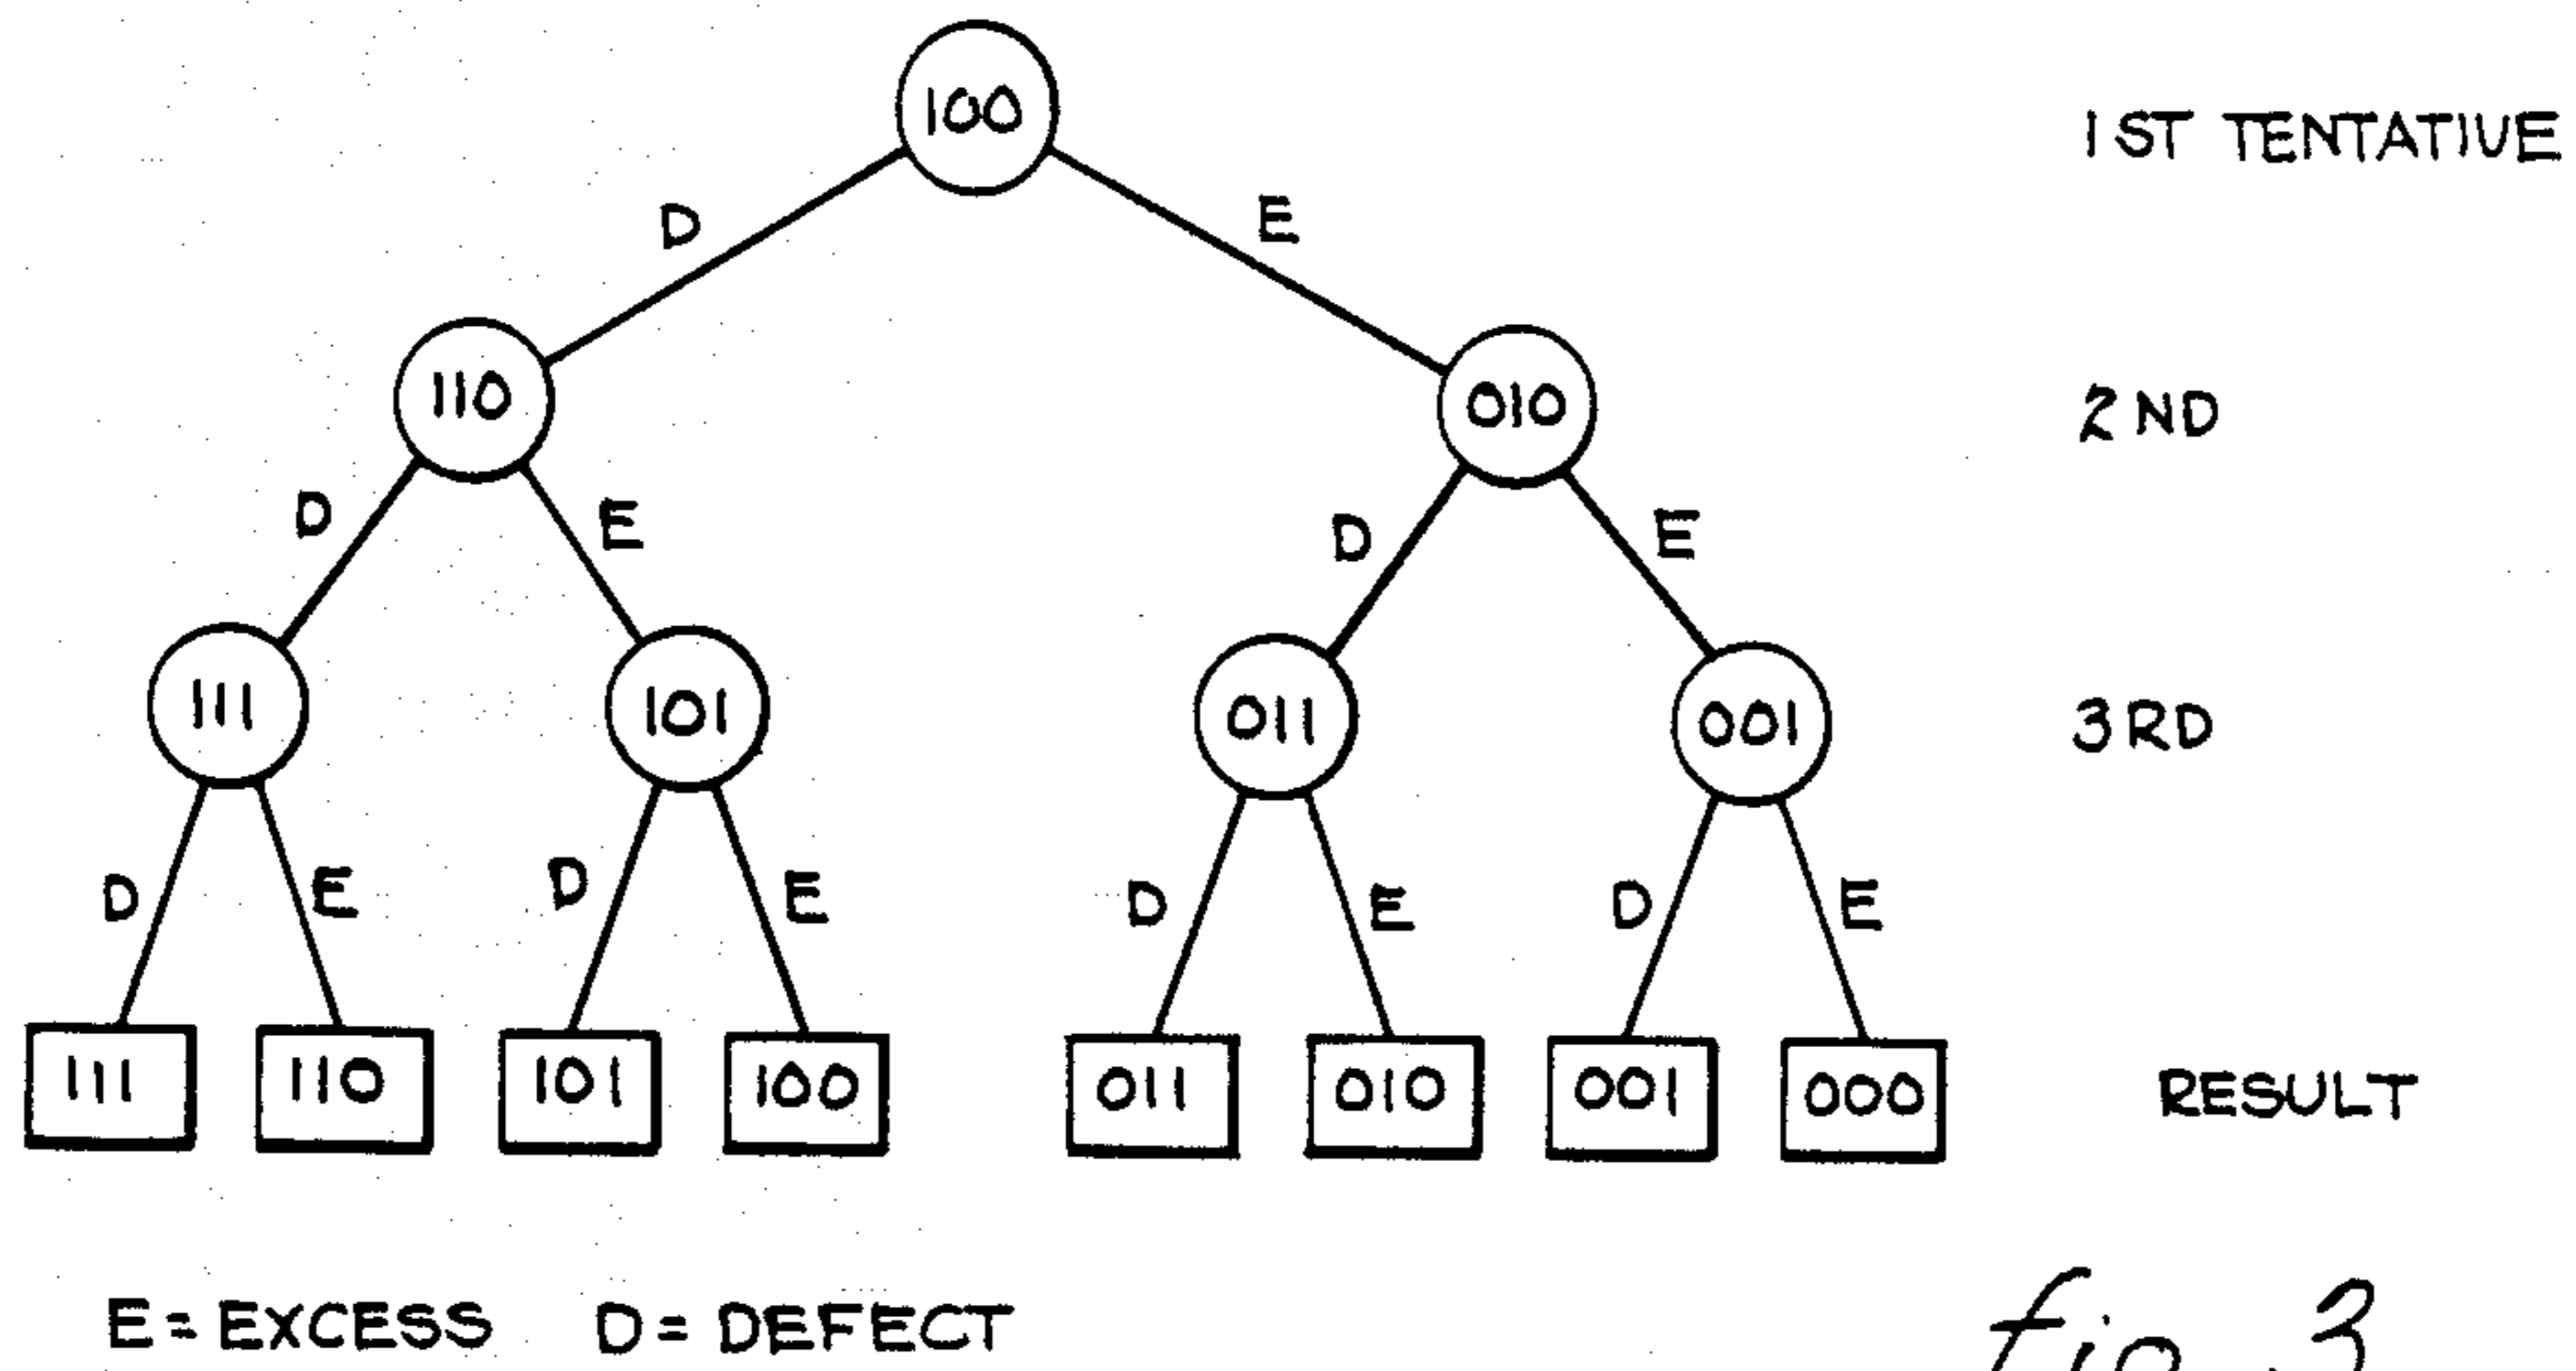 100
1ST TENTATIVE
D E
110 010
2ND
D E D E
111 101 011 001
3RD
D E D E D E D E
111 110 101 100 011 010 001 000
RESULT
E = EXCESS D = DEFECT
fig. 3